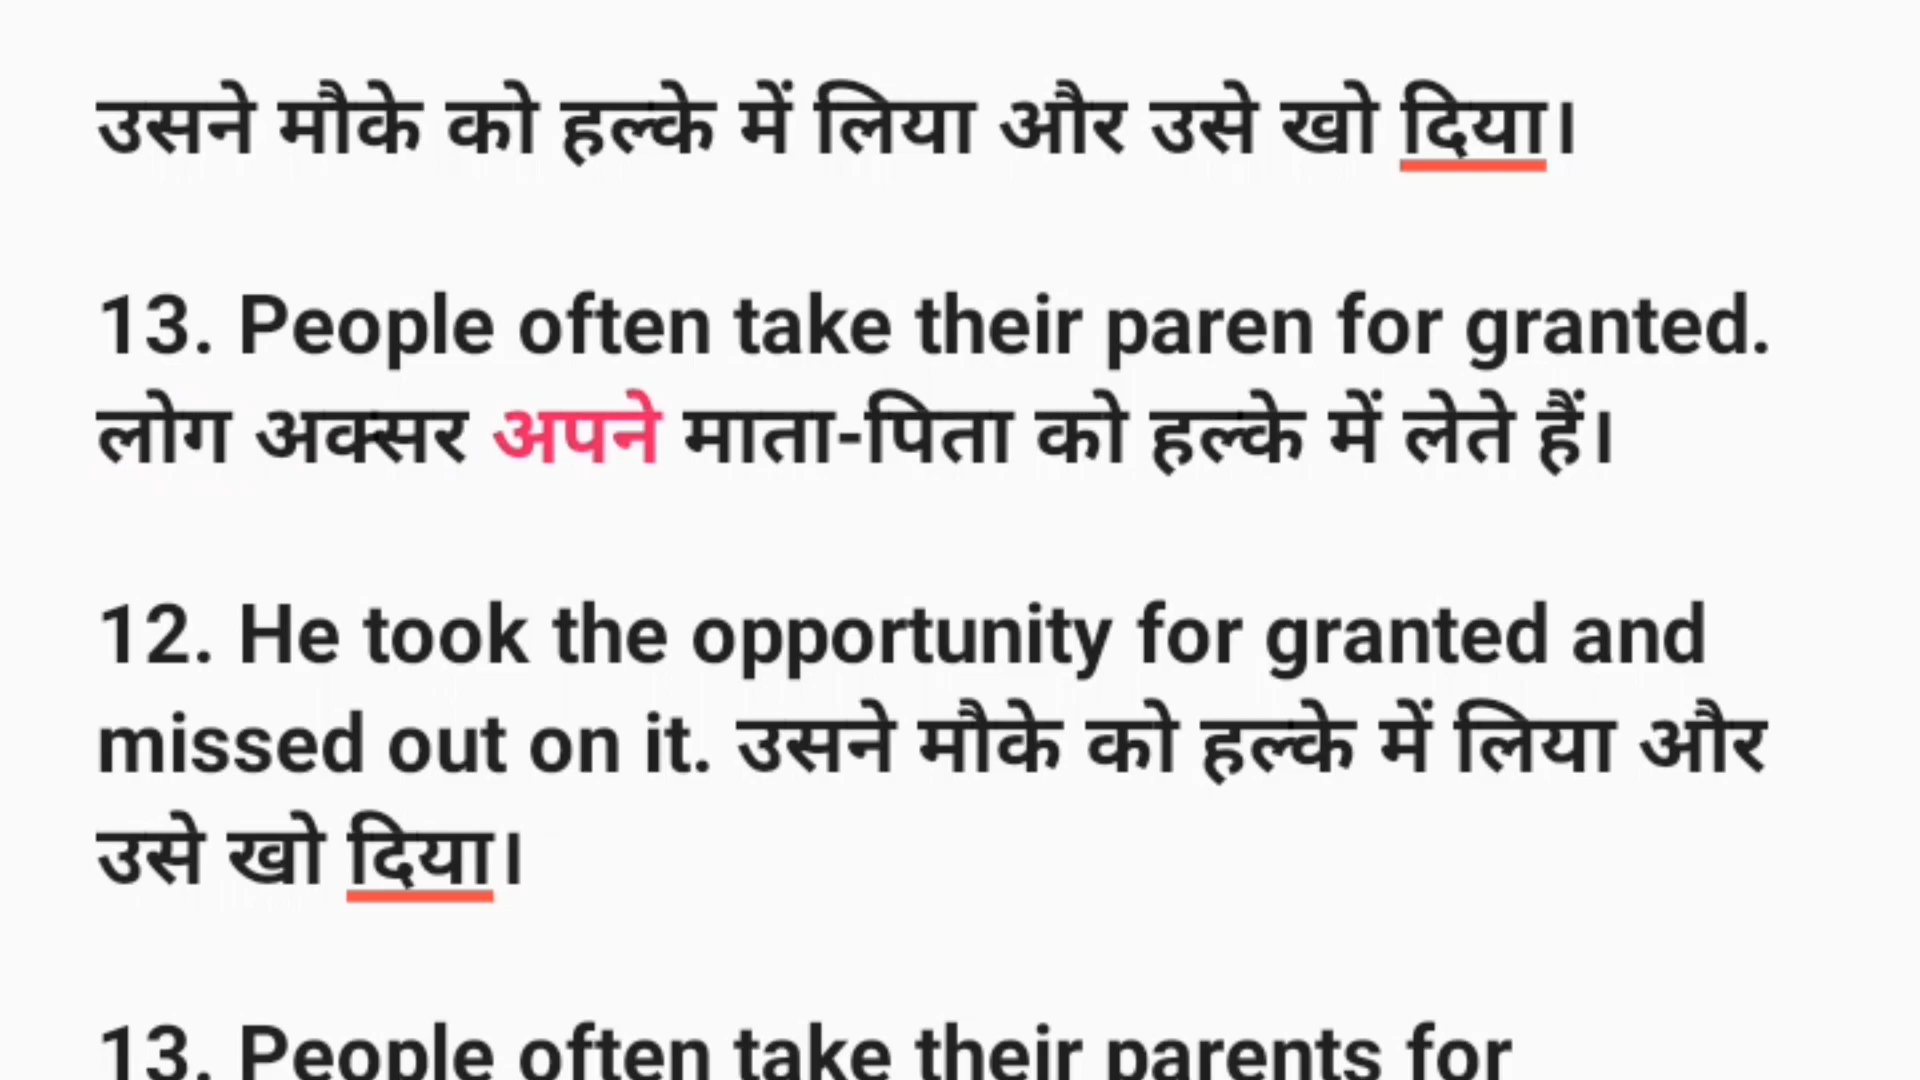 उसने मौके को हल्के में लिया और उसे खो दिया।
13. People often take their paren for granted.
लोग अक्सर अपने माता-पिता को हल्के में लेते हैं।
12. He took the opportunity for granted and
missed out on it. उसने मौके को हल्के में लिया और
उसे खो दिया।
13. People often take their parents for